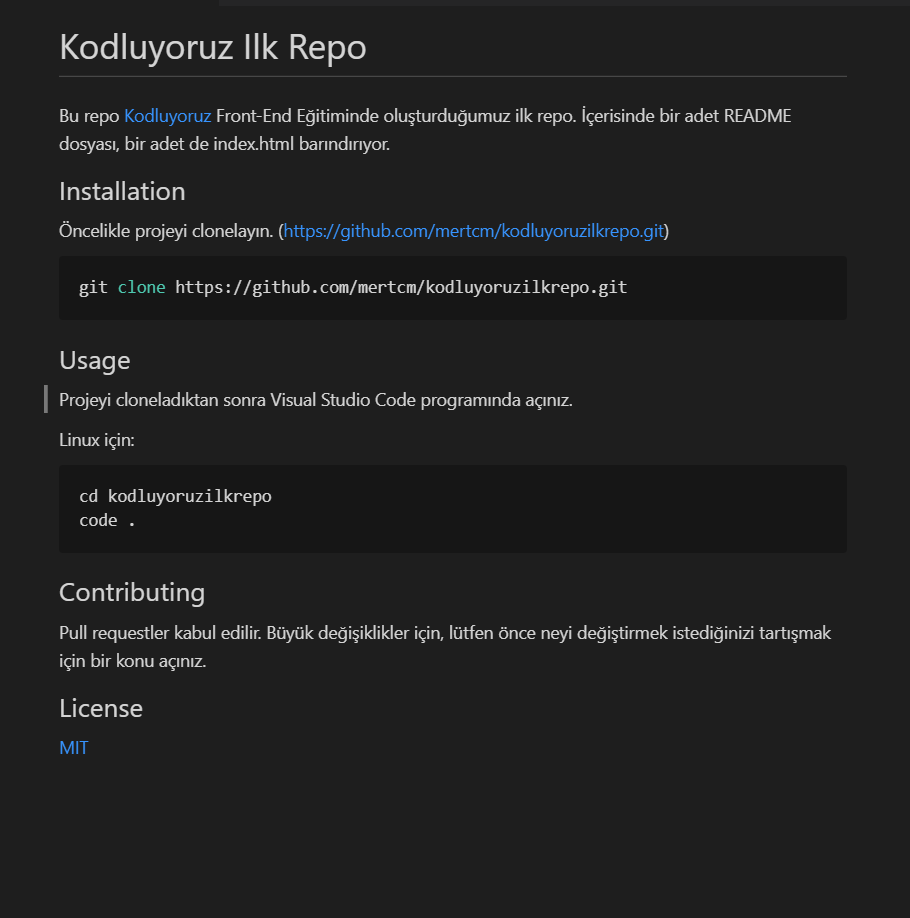 Kodluyoruz Ilk Repo
Bu repo Kodluyoruz Front-End Eğitiminde oluşturduğumuz ilk repo. İçerisinde bir adet README
dosyası, bir adet de index.html barındırıyor.
Installation
Öncelikle projeyi clonelayın. (https://github.com/mertcm/kodluyoruzilkrepo.git)
git clone https://github.com/mertcm/kodluyoruzilkrepo.git
Usage
Projeyi cloneladıktan sonra Visual Studio Code programında açınız.
Linux için:
cd kodluyoruzilkrepo
code .
Contributing
Pull requestler kabul edilir. Büyük değişiklikler için, lütfen önce neyi değiştirmek istediğinizi tartışmak
için bir konu açınız.
License
MIT